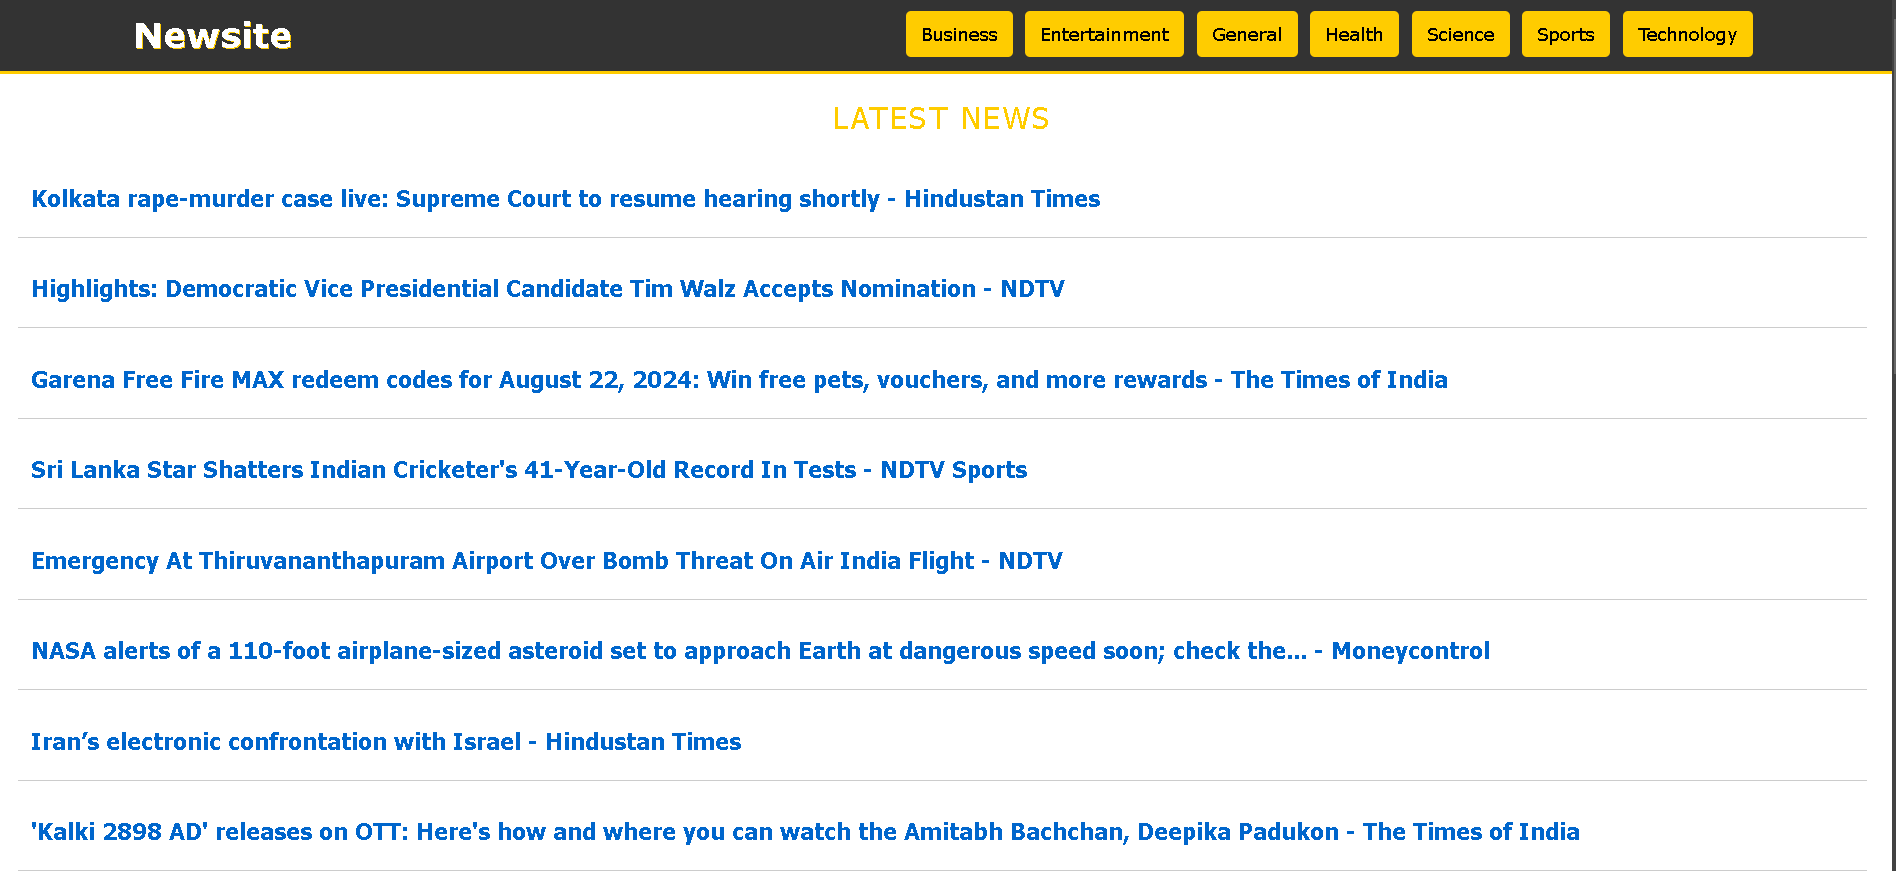 Newsite
Business Entertainment General Health Science Sports Technology
LATEST NEWS
Kolkata rape-murder case live: Supreme Court to resume hearing shortly - Hindustan Times
Highlights: Democratic Vice Presidential Candidate Tim Walz Accepts Nomination - NDTV
Garena Free Fire MAX redeem codes for August 22, 2024: Win free pets, vouchers, and more rewards - The Times of India
Sri Lanka Star Shatters Indian Cricketer's 41-Year-Old Record In Tests - NDTV Sports
Emergency At Thiruvananthapuram Airport Over Bomb Threat On Air India Flight - NDTV
NASA alerts of a 110-foot airplane-sized asteroid set to approach Earth at dangerous speed soon; check the... - Moneycontrol
Iran’s electronic confrontation with Israel - Hindustan Times
'Kalki 2898 AD' releases on OTT: Here's how and where you can watch the Amitabh Bachchan, Deepika Padukon - The Times of India